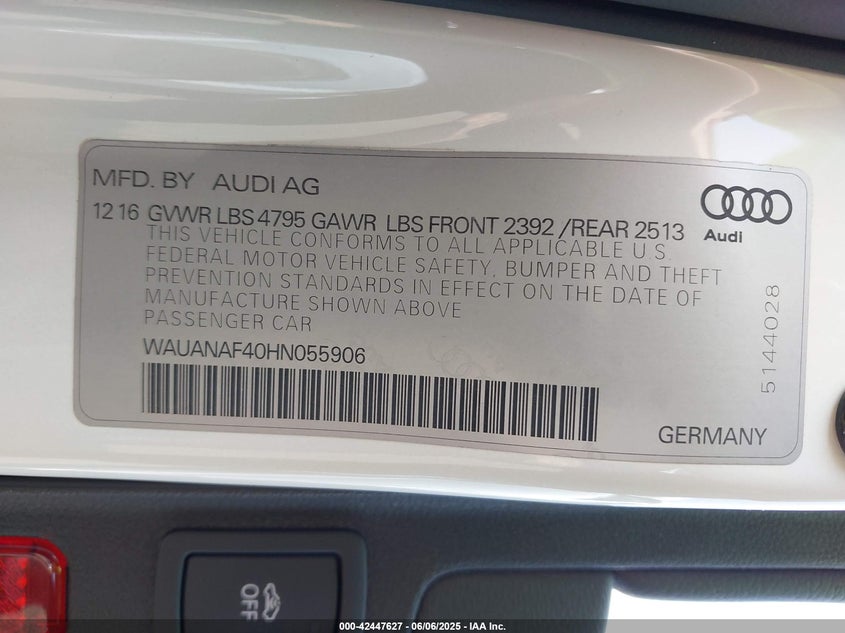 MFD. BY AUDI AG
12 16 GVWR LBS 4795 GAWR LBS FRONT 2392 /REAR 2513
Audi
THIS VEHICLE CONFORMS TO ALL APPLICABLE U.S.
FEDERAL MOTOR VEHICLE SAFETY, BUMPER AND THEFT
PREVENTION STANDARDS IN EFFECT ON THE DATE OF
MANUFACTURE SHOWN ABOVE
PASSENGER CAR
WAUANAF40HN055906
5144028
GERMANY
OFF
000-42447627 - 06/06/2025 - IAA Inc.